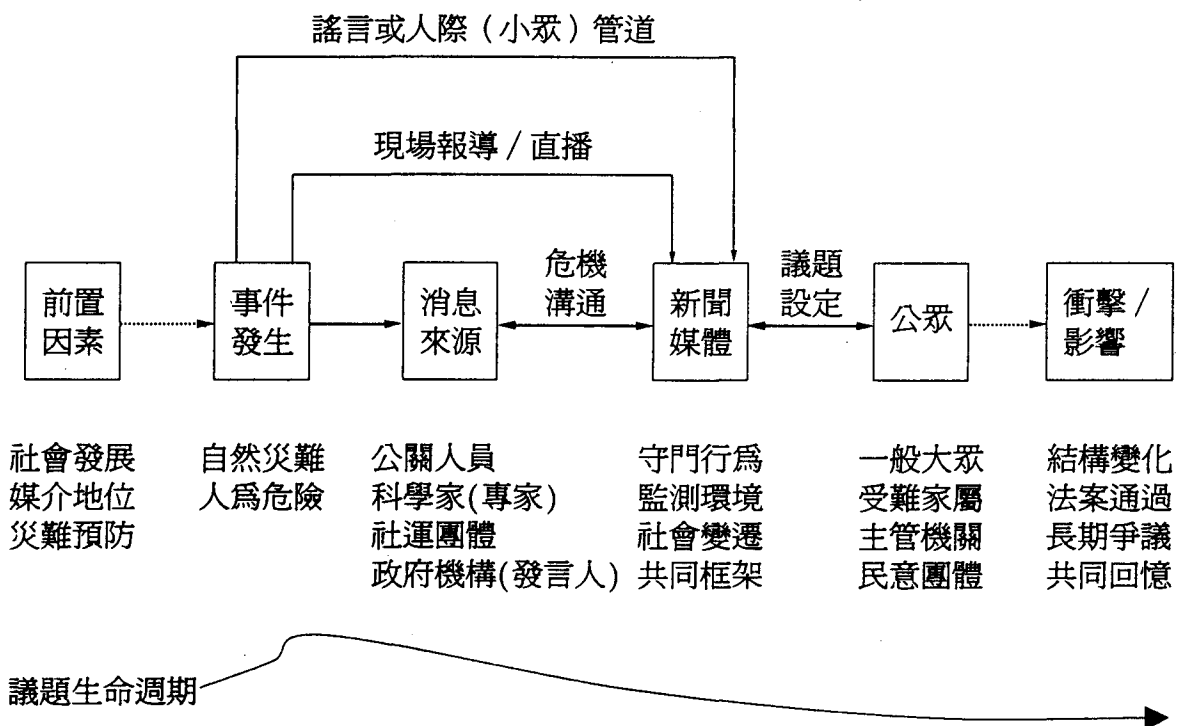 謠言或人際（小眾）管道
現場報導／直播
前置
因素
事件
發生
消息
來源
危機
溝通
新聞
媒體
議題
設定
公眾
衝擊／
影響
社會發展
媒介地位
災難預防
自然災難
人為危險
公關人員
科學家(專家)
社運團體
政府機構(發言人)
守門行為
監測環境
社會變遷
共同框架
一般大眾
受難家屬
主管機關
民意團體
結構變化
法案通過
長期爭議
共同回憶
議題生命週期